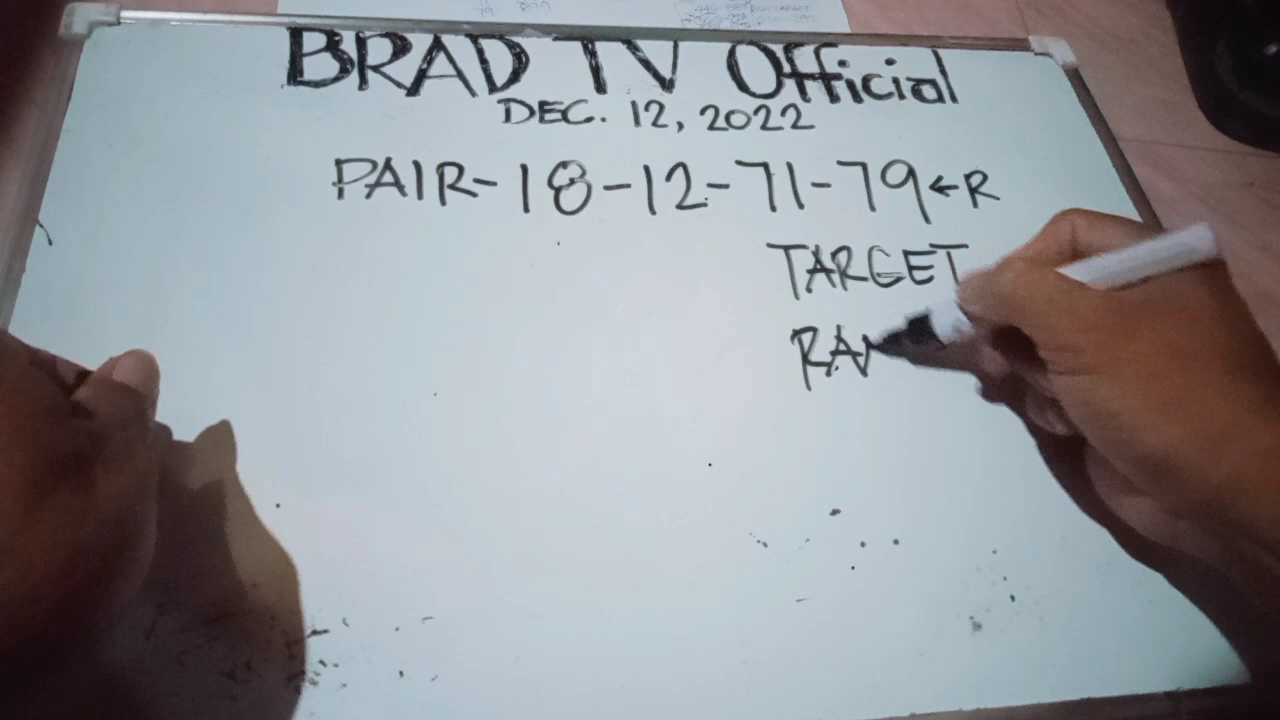 BRAD TV Official
DEC. 12, 2022
PAIR-18-12-71-79←R
TARGET